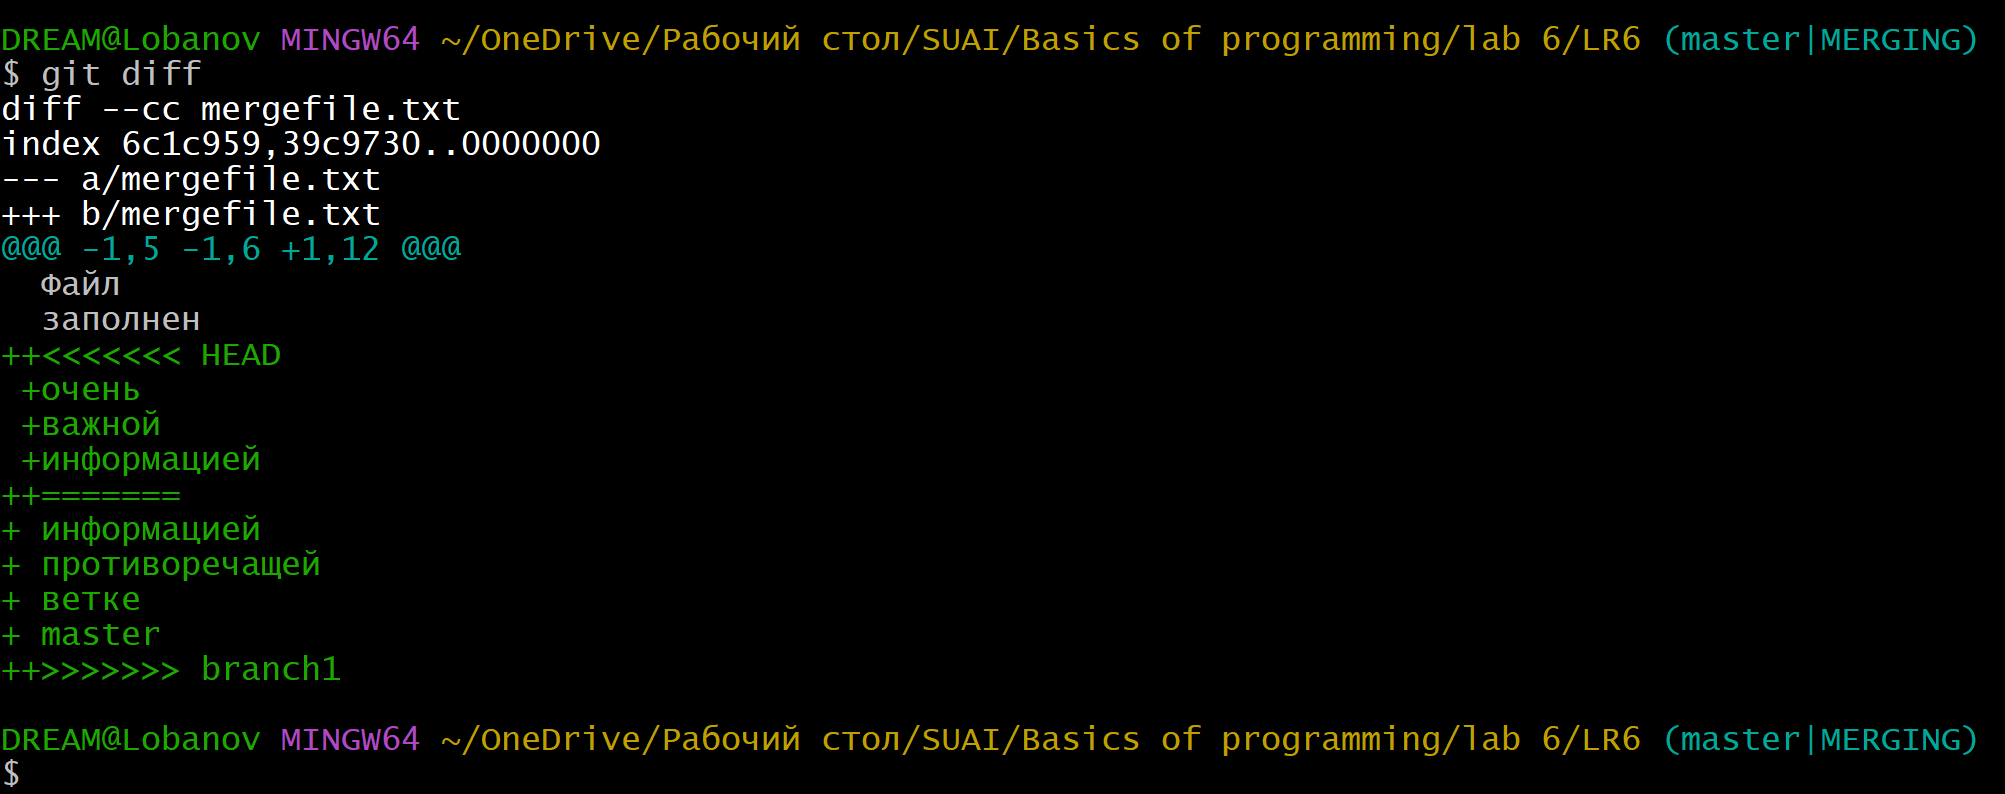 DREAM@Lobanov MINGW64 ~/OneDrive/Рабочий стол/SUAI/Basics of programming/lab 6/LR6 (master|MERGING)
$ git diff
diff --cc mergefile.txt
index 6c1c959,39c9730..0000000
--- a/mergefile.txt
+++ b/mergefile.txt
@@@ -1,5 -1,6 +1,12 @@@
  Файл
  заполнен
++<<<<<<< HEAD
 +очень
 +важной
 +информацией
++=======
+ информацией
+ противоречащей
+ ветке
+ master
++>>>>>>> branch1
DREAM@Lobanov MINGW64 ~/OneDrive/Рабочий стол/SUAI/Basics of programming/lab 6/LR6 (master|MERGING)
$